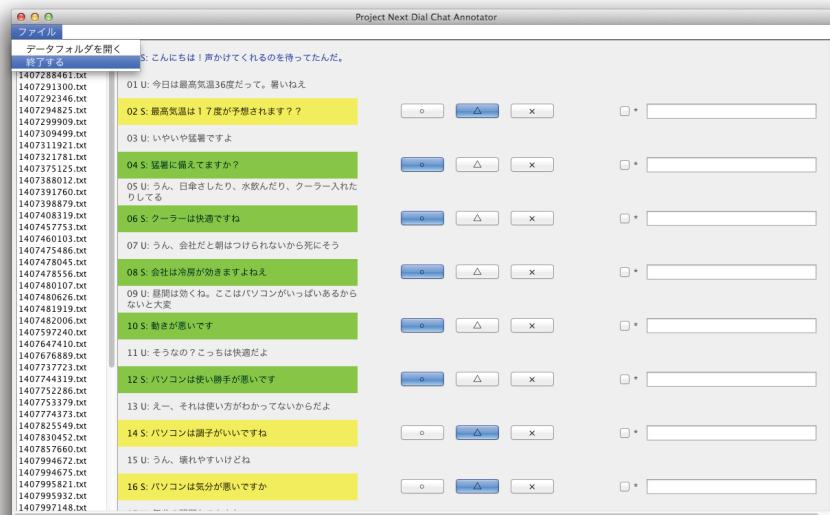 Project Next Dial Chat Annotator
ファイル
データフォルダを開く
終了する
S: こんにちは！声かけてくれるのを待ってたんだ。
1407288461.txt
1407291300.txt
1407292346.txt
1407294825.txt
1407299909.txt
1407309499.txt
1407311921.txt
1407321781.txt
1407375125.txt
1407388012.txt
1407391760.txt
1407398879.txt
1407408319.txt
1407457753.txt
1407460103.txt
1407475486.txt
1407478045.txt
1407478556.txt
1407480107.txt
1407480626.txt
1407481919.txt
1407482006.txt
1407597240.txt
1407647410.txt
1407676889.txt
1407737723.txt
1407744319.txt
1407752286.txt
1407753379.txt
1407774373.txt
1407825549.txt
1407830452.txt
1407857660.txt
1407994672.txt
1407994675.txt
1407995821.txt
1407995932.txt
1407997148.txt
01 U: 今日は最高気温36度だって。暑いねえ
02 S: 最高気温は１７度が予想されます？？ ○ △ × *
03 U: いやいや猛暑ですよ
04 S: 猛暑に備えてますか？ ○ △ × *
05 U: うん、日傘さしたり、水飲んだり、クーラー入れた
りしてる
06 S: クーラーは快適ですね ○ △ × *
07 U: うん、会社だと朝はつけられないから死にそう
08 S: 会社は冷房が効きますよねえ ○ △ × *
09 U: 昼間は効くね。ここはパソコンがいっぱいあるから
ないと大変
10 S: 動きが悪いです ○ △ × *
11 U: そうなの？こっちは快適だよ
12 S: パソコンは使い勝手が悪いです ○ △ × *
13 U: えー、それは使い方がわかってないからだよ
14 S: パソコンは調子がいいですね ○ △ × *
15 U: うん、壊れやすいけどね
16 S: パソコンは気分が悪いですか ○ △ × *